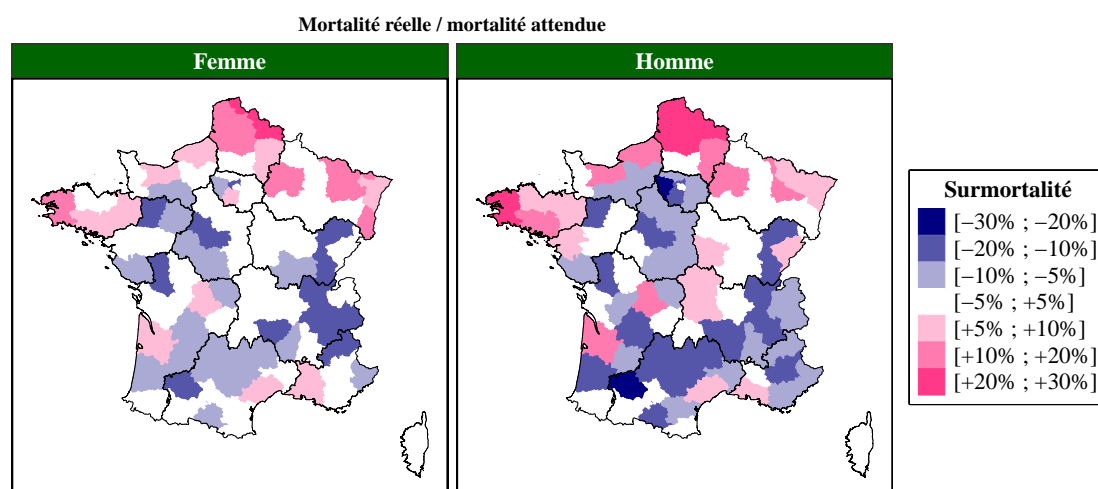 Mortalité réelle / mortalité attendue
Femme
Homme
Surmortalité
[−30% ; −20%]
[−20% ; −10%]
[−10% ; −5%]
[−5% ; +5%]
[+5% ; +10%]
[+10% ; +20%]
[+20% ; +30%]